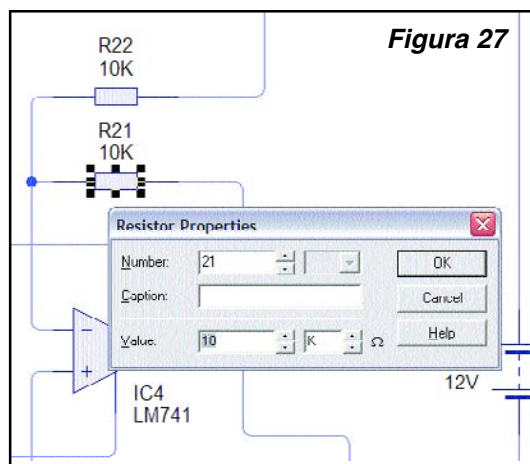 Figura 27
R22
10K
R21
10K
Resistor Properties
Number: 21
OK
Caption:
Cancel
Value: 10 K Ω
Help
−
+
IC4
LM741
12V